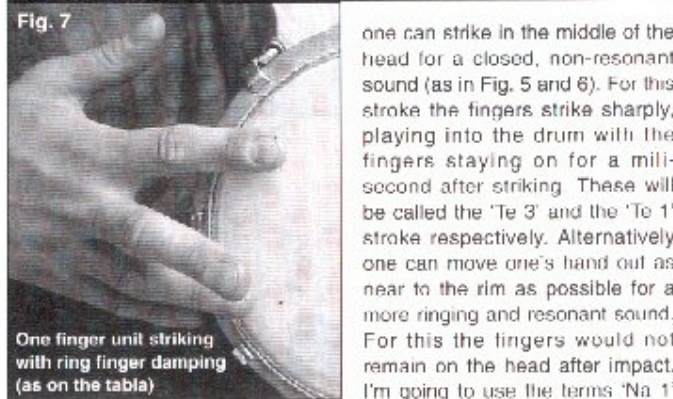 Fig. 7
One finger unit striking
with ring finger damping
(as on the tabla)
one can strike in the middle of the
head for a closed, non-resonant
sound (as in Fig. 5 and 6). For this
stroke the fingers strike sharply,
playing into the drum with the
fingers staying on for a mili-
second after striking. These will
be called the 'Te 3' and the 'Te 1'
stroke respectively. Alternatively
one can move one's hand out as
near to the rim as possible for a
more ringing and resonant sound.
For this the fingers would not
remain on the head after impact.
I'm going to use the terms 'Na 1'